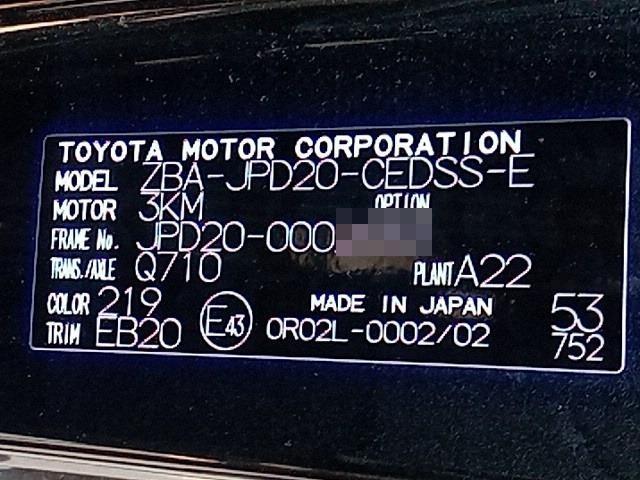 TOYOTA MOTOR CORPORATION
MODEL ZBA-JPD20-CEDSS-E
MOTOR 3KM OPTION
FRAME No. JPD20-000
TRANS./AXLE Q710 PLANT A22
COLOR 219 MADE IN JAPAN 53
TRIM EB20 E43 0R02L-0002/02 752